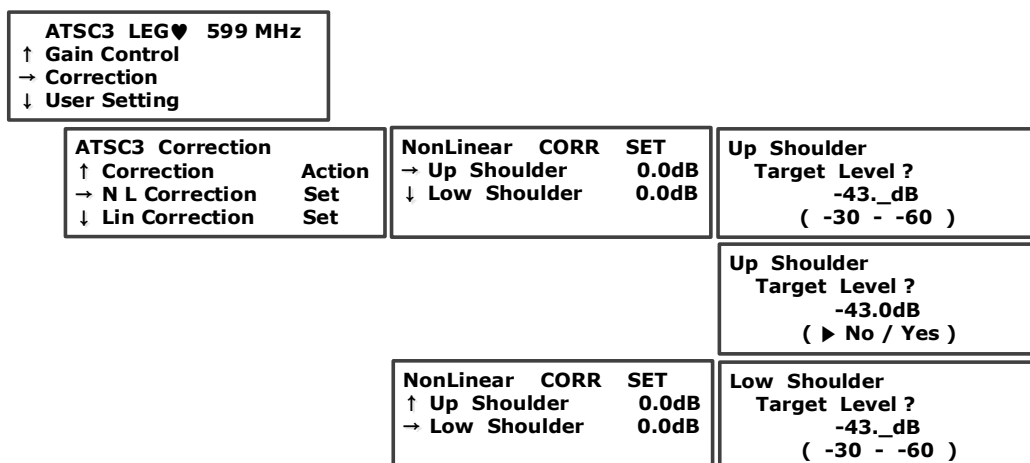 ATSC3 LEG♥ 599 MHz
↑ Gain Control
→ Correction
↓ User Setting
ATSC3 Correction
↑ Correction Action
→ N L Correction Set
↓ Lin Correction Set
NonLinear CORR SET
→ Up Shoulder 0.0dB
↓ Low Shoulder 0.0dB
Up Shoulder
Target Level ?
-43._dB
( -30 - -60 )
Up Shoulder
Target Level ?
-43.0dB
( ▶ No / Yes )
NonLinear CORR SET
↑ Up Shoulder 0.0dB
→ Low Shoulder 0.0dB
Low Shoulder
Target Level ?
-43._dB
( -30 - -60 )